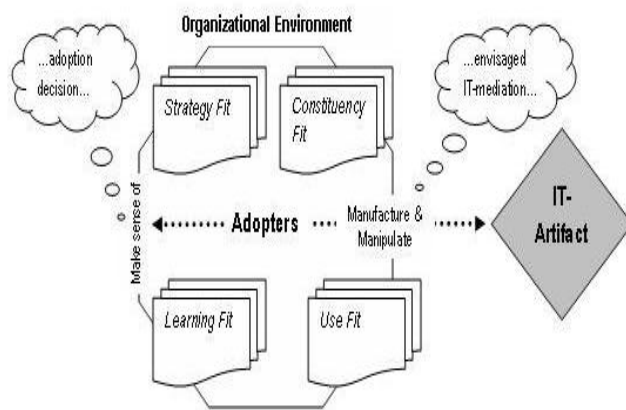 Organizational Environment
...adoption
decision...
...envisaged
IT-mediation...
Strategy Fit
Constituency
Fit
Make sense of
Adopters
Manufacture &
Manipulate
IT-
Artifact
Learning Fit
Use Fit